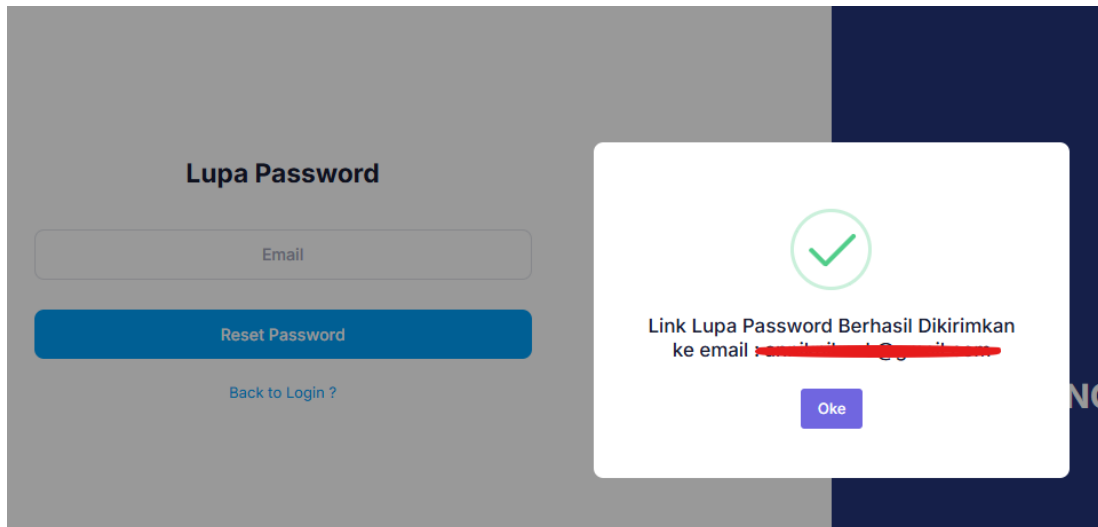 Lupa Password
Email
Reset Password
Back to Login ?
Link Lupa Password Berhasil Dikirimkan
ke email :
Oke